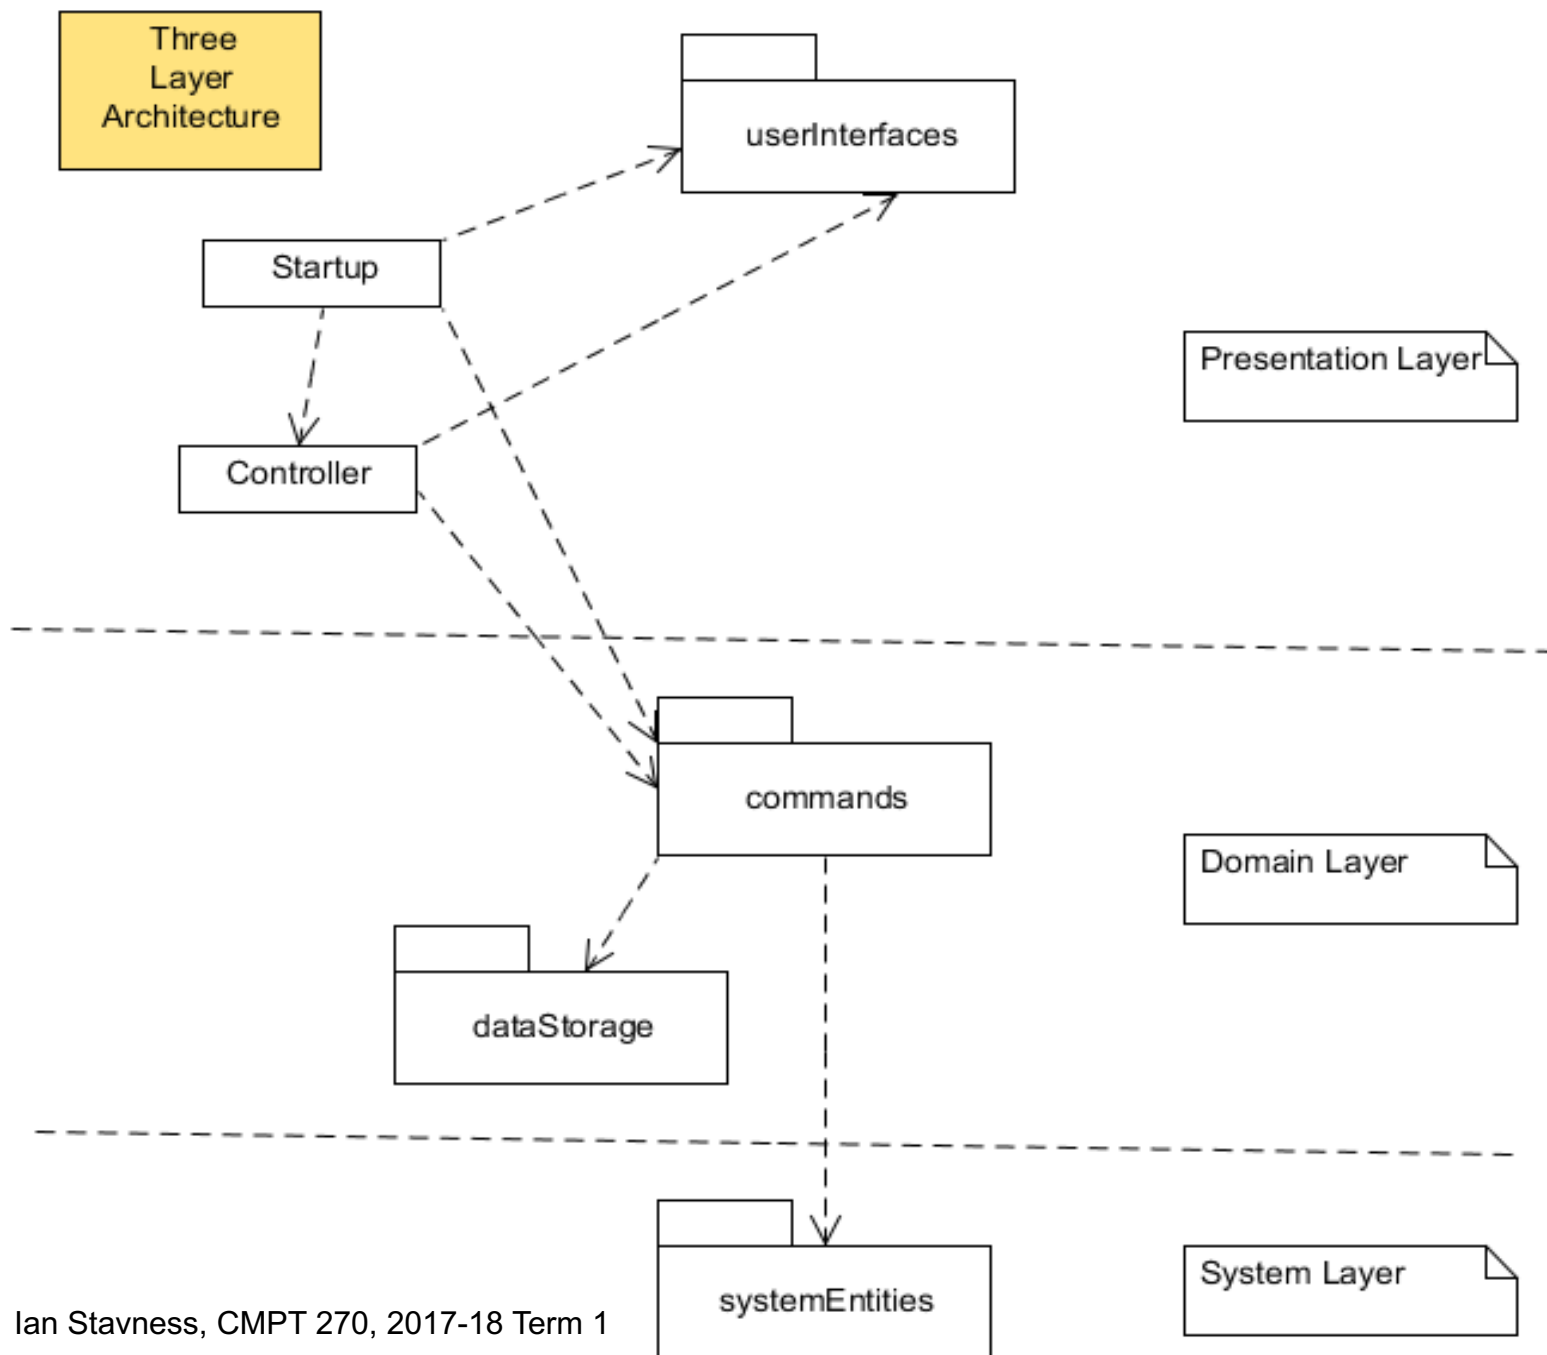 Three
Layer
Architecture
userInterfaces
Startup
Presentation Layer
Controller
commands
Domain Layer
dataStorage
System Layer
systemEntities
Ian Stavness, CMPT 270, 2017-18 Term 1